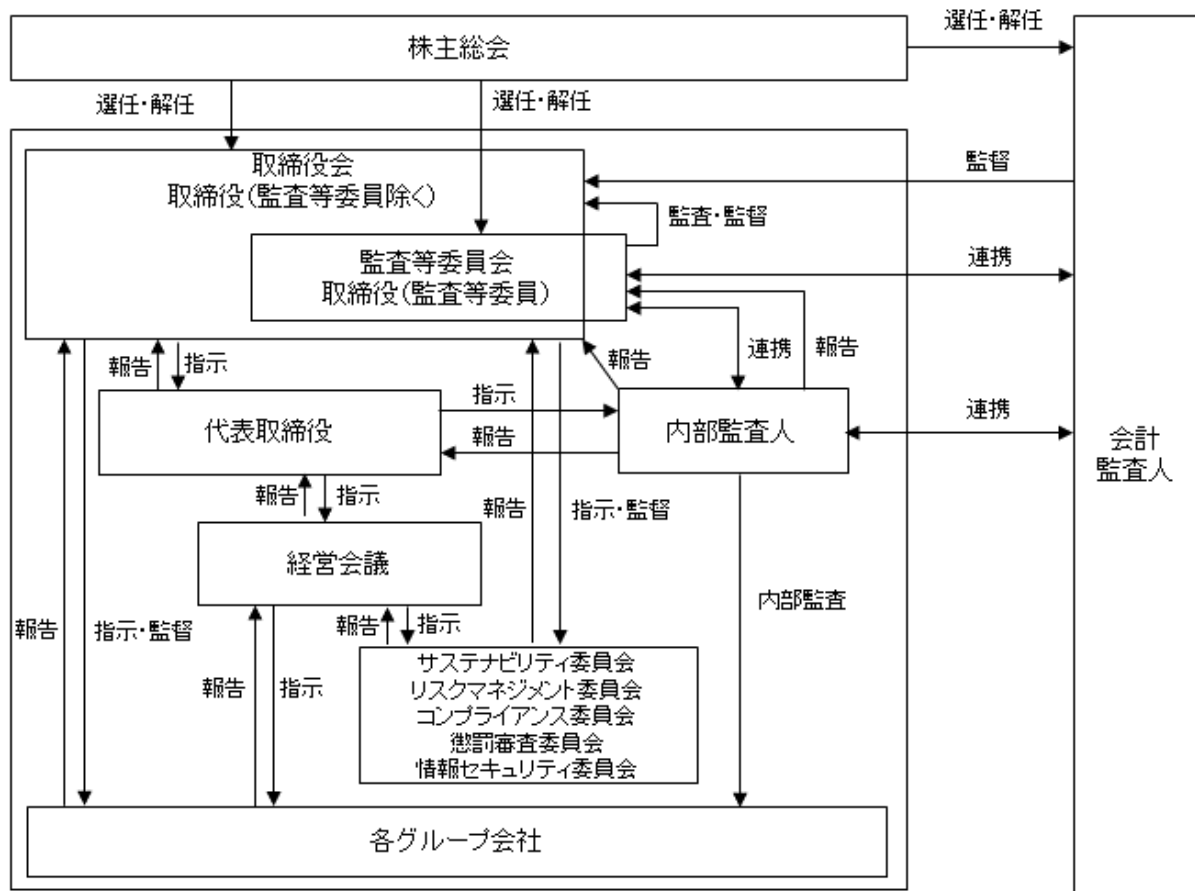 株主総会
選任・解任
選任・解任
選任・解任
取締役会
取締役(監査等委員除く)
監督
監査・監督
監査等委員会
取締役(監査等委員)
連携
報告
指示
報告
連携
報告
代表取締役
指示
報告
内部監査人
連携
会計
監査人
報告
指示
報告
指示・監督
経営会議
内部監査
報告
指示・監督
報告
指示
報告
指示
サステナビリティ委員会
リスクマネジメント委員会
コンプライアンス委員会
懲罰審査委員会
情報セキュリティ委員会
各グループ会社